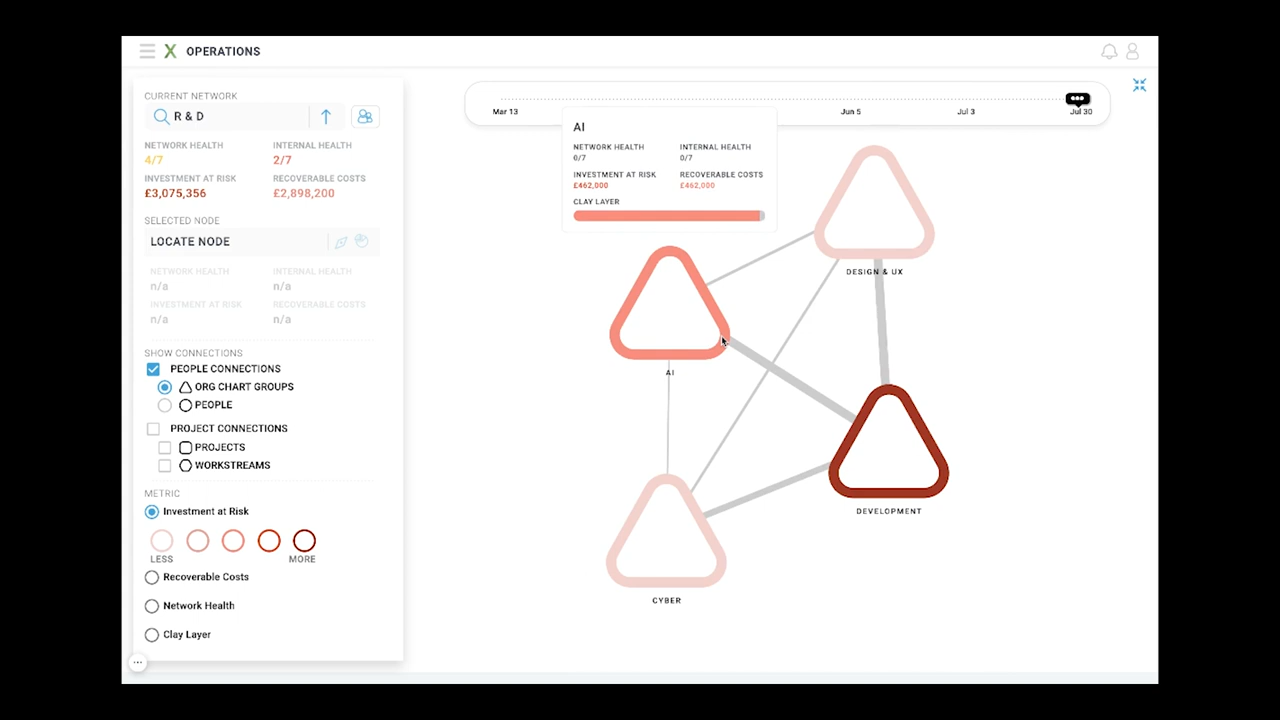 OPERATIONS
CURRENT NETWORK
R & D
NETWORK HEALTH INTERNAL HEALTH
4/7 2/7
INVESTMENT AT RISK RECOVERABLE COSTS
£3,075,356 £2,898,200
SELECTED NODE
LOCATE NODE
NETWORK HEALTH INTERNAL HEALTH
n/a n/a
INVESTMENT AT RISK RECOVERABLE COSTS
n/a n/a
SHOW CONNECTIONS
PEOPLE CONNECTIONS
ORG CHART GROUPS
PEOPLE
PROJECT CONNECTIONS
PROJECTS
WORKSTREAMS
METRIC
Investment at Risk
LESS MORE
Recoverable Costs
Network Health
Clay Layer
Mar 13 Jun 5 Jul 3 Jul 30
AI
NETWORK HEALTH INTERNAL HEALTH
0/7 0/7
INVESTMENT AT RISK RECOVERABLE COSTS
£462,000 £462,000
CLAY LAYER
DESIGN & UX
AI
DEVELOPMENT
CYBER